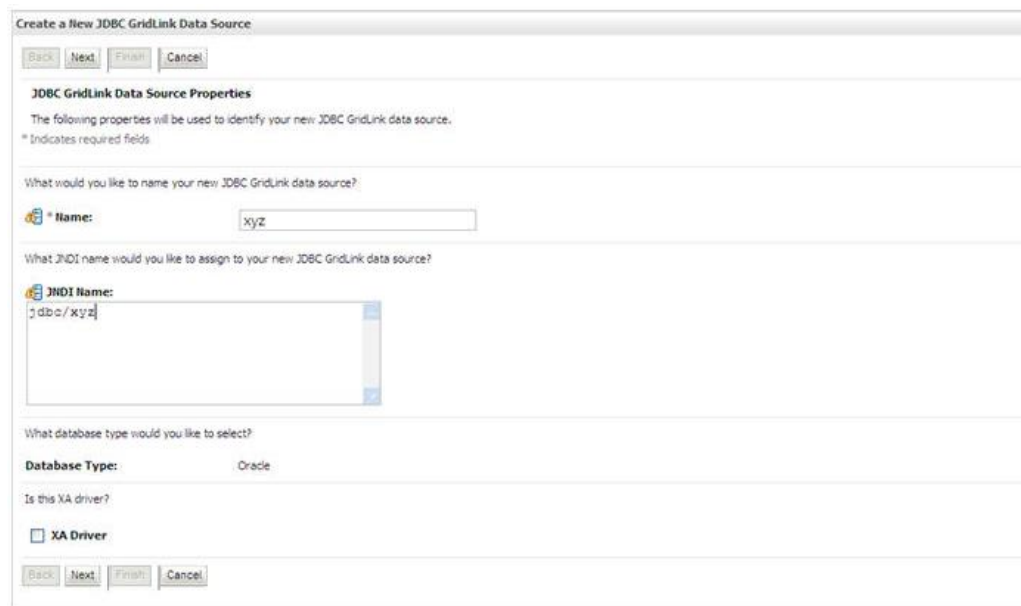 Create a New JDBC GridLink Data Source
Back Next Finish Cancel
JDBC GridLink Data Source Properties
The following properties will be used to identify your new JDBC GridLink data source.
* Indicates required fields
What would you like to name your new JDBC GridLink data source?
* Name: xyz
What JNDI name would you like to assign to your new JDBC GridLink data source?
JNDI Name:
jdbc/xyz
What database type would you like to select?
Database Type: Oracle
Is this XA driver?
XA Driver
Back Next Finish Cancel